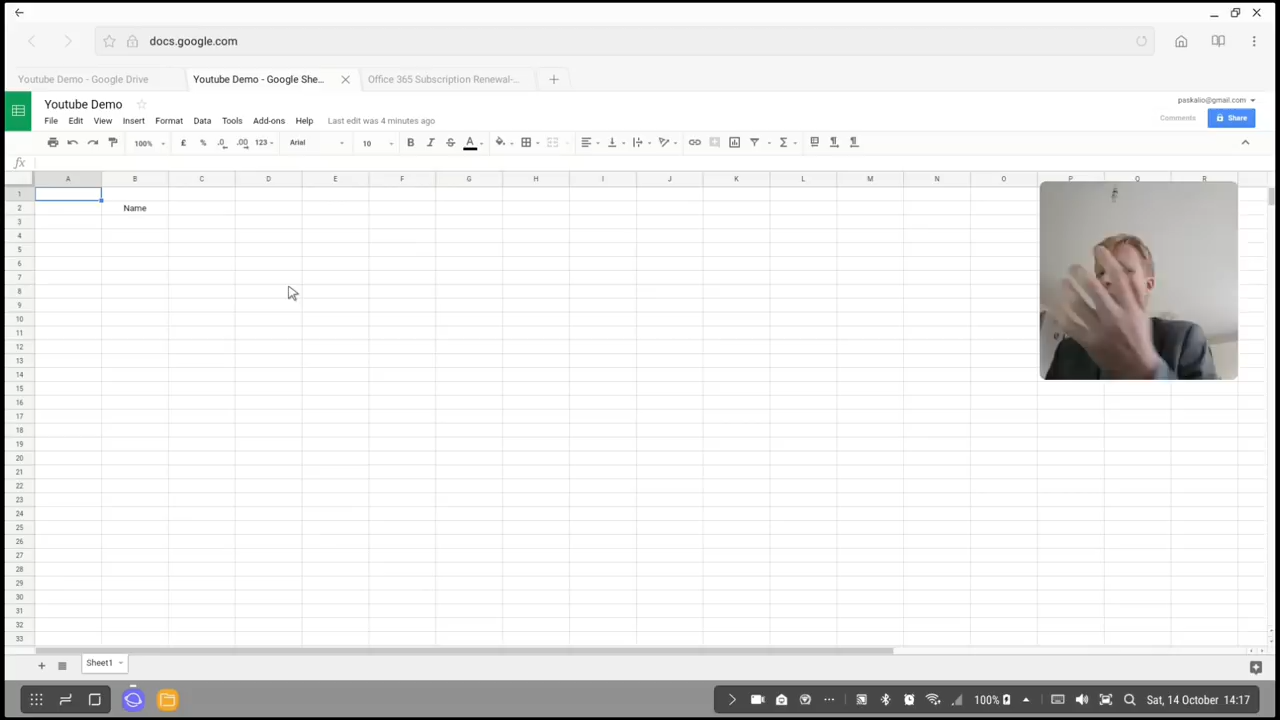 docs.google.com
Youtube Demo - Google Drive
Youtube Demo - Google She...
Office 365 Subscription Renewal-...
Youtube Demo
paskalio@gmail.com
File Edit View Insert Format Data Tools Add-ons Help Last edit was 4 minutes ago
Comments Share
100% £ % .0 .00 123 Arial 10 B I S A Σ
fx
A B C D E F G H I J K L M N O P Q R
1
2 Name
3
4
5
6
7
8
9
10
11
12
13
14
15
16
17
18
19
20
21
22
23
24
25
26
27
28
29
30
31
32
33
Sheet1
100% Sat, 14 October 14:17